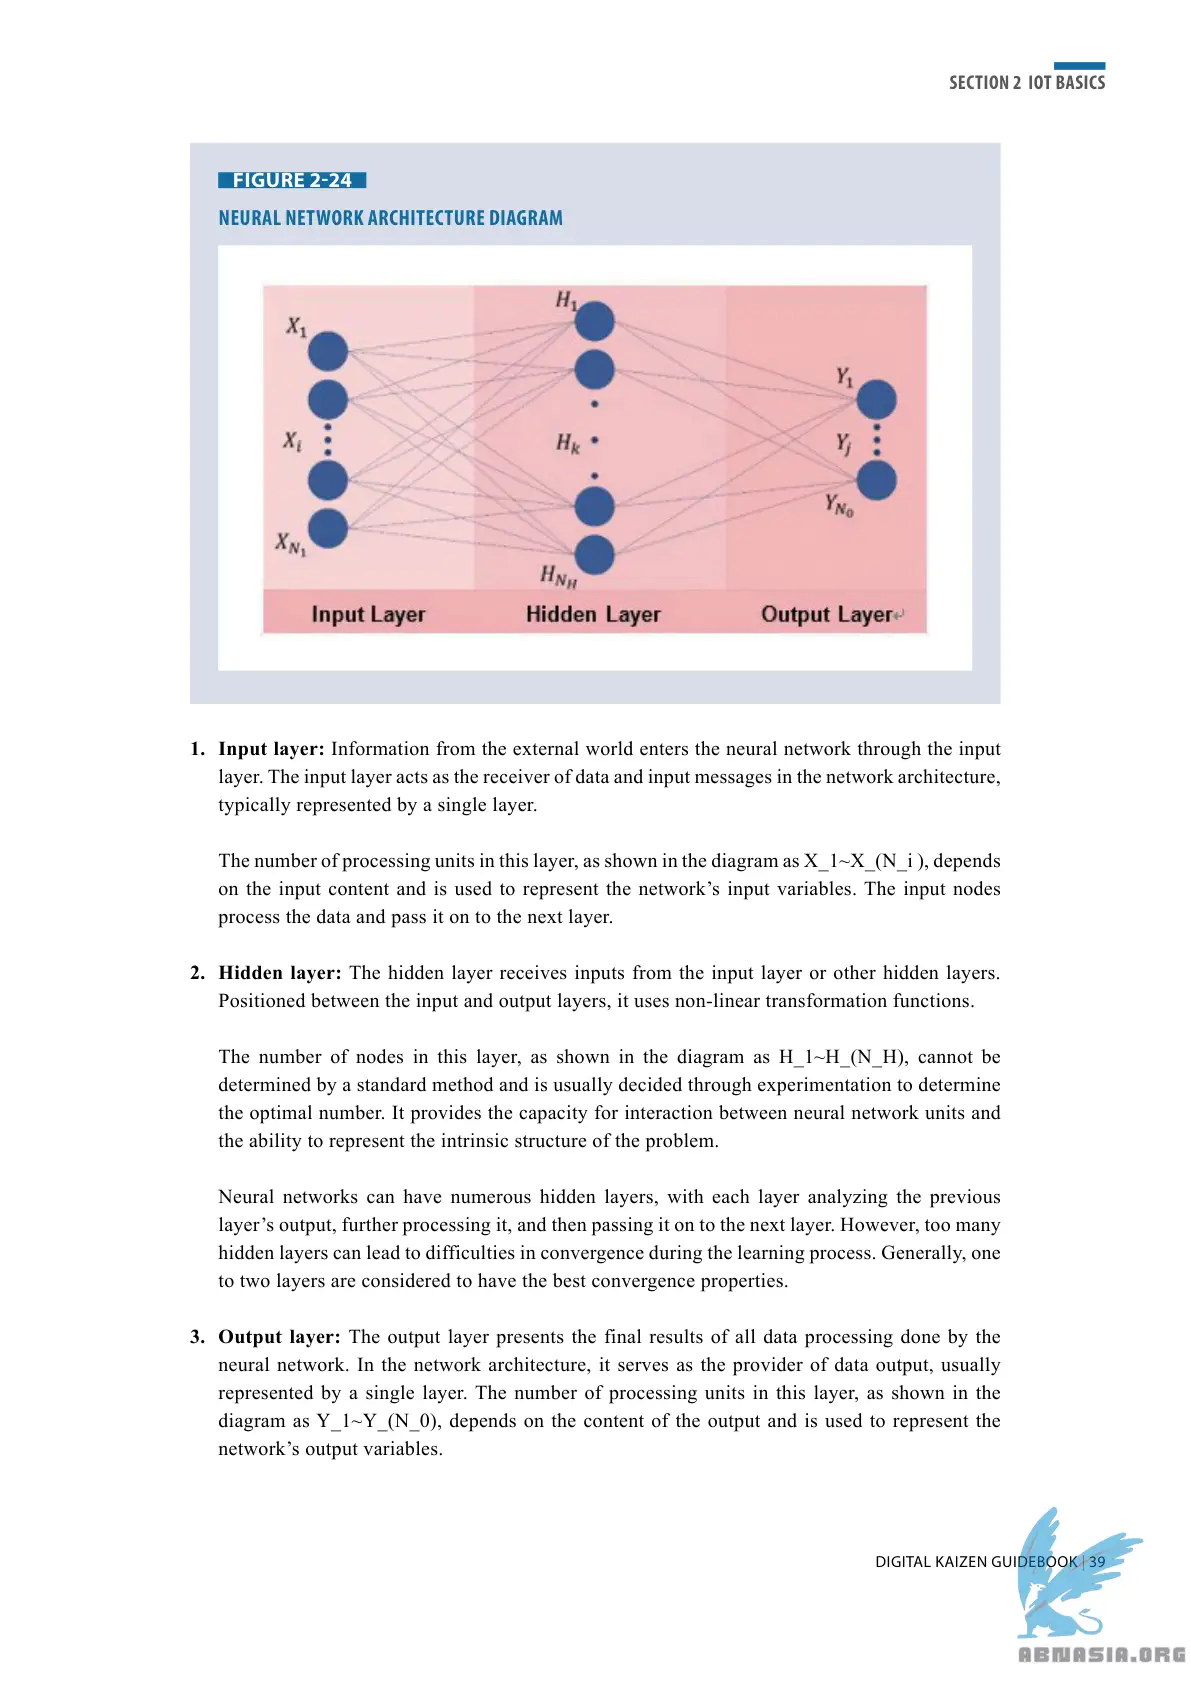 SECTION 2 IOT BASICS
FIGURE 2-24
NEURAL NETWORK ARCHITECTURE DIAGRAM
X1
Xi
XN1
H1
Hk
HNH
Y1
Yj
YN0
Input Layer
Hidden Layer
Output Layer↵
1. Input layer: Information from the external world enters the neural network through the input
layer. The input layer acts as the receiver of data and input messages in the network architecture,
typically represented by a single layer.
The number of processing units in this layer, as shown in the diagram as X_1~X_(N_i ), depends
on the input content and is used to represent the network’s input variables. The input nodes
process the data and pass it on to the next layer.
2. Hidden layer: The hidden layer receives inputs from the input layer or other hidden layers.
Positioned between the input and output layers, it uses non-linear transformation functions.
The number of nodes in this layer, as shown in the diagram as H_1~H_(N_H), cannot be
determined by a standard method and is usually decided through experimentation to determine
the optimal number. It provides the capacity for interaction between neural network units and
the ability to represent the intrinsic structure of the problem.
Neural networks can have numerous hidden layers, with each layer analyzing the previous
layer’s output, further processing it, and then passing it on to the next layer. However, too many
hidden layers can lead to difficulties in convergence during the learning process. Generally, one
to two layers are considered to have the best convergence properties.
3. Output layer: The output layer presents the final results of all data processing done by the
neural network. In the network architecture, it serves as the provider of data output, usually
represented by a single layer. The number of processing units in this layer, as shown in the
diagram as Y_1~Y_(N_0), depends on the content of the output and is used to represent the
network’s output variables.
DIGITAL KAIZEN GUIDEBOOK | 39
ABNASIA.ORG